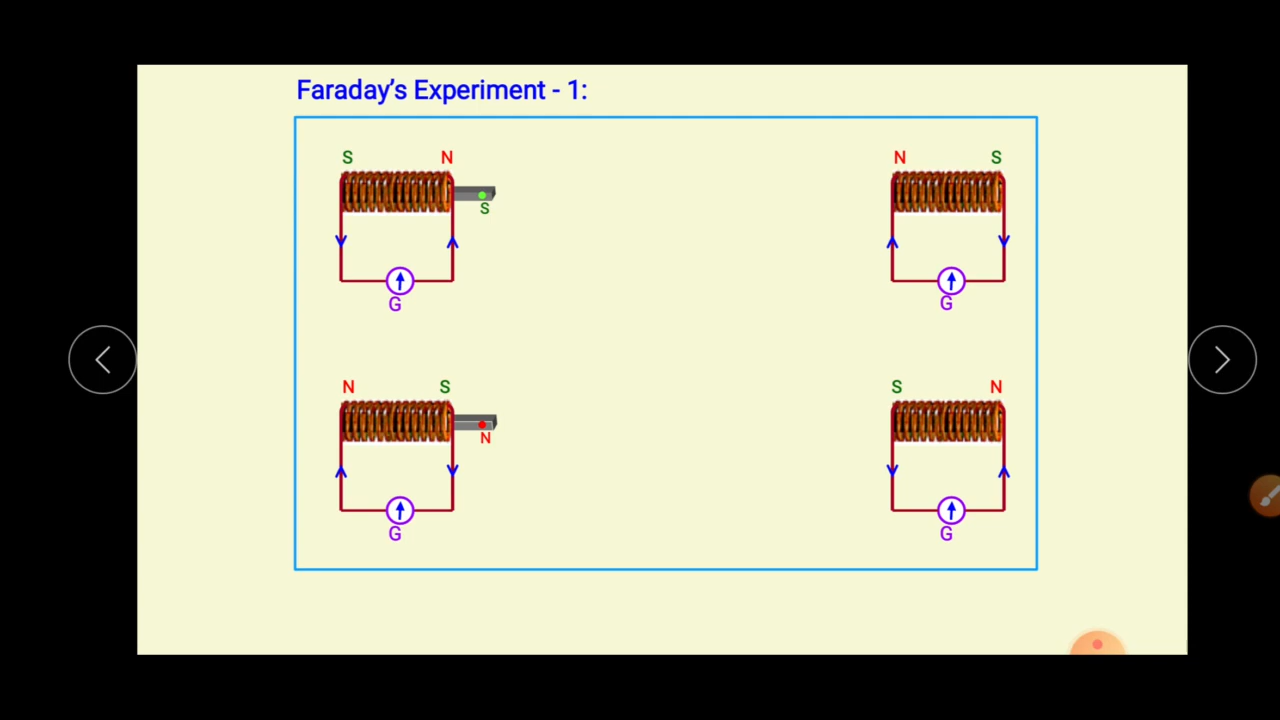 Faraday's Experiment - 1:
S N N S
S
G G
N S S N
N
G G